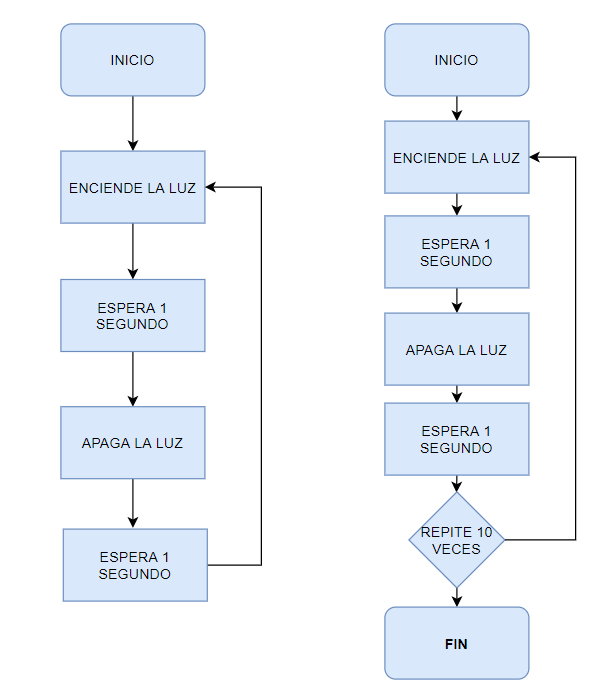 INICIO
ENCIENDE LA LUZ
ESPERA 1
SEGUNDO
APAGA LA LUZ
ESPERA 1
SEGUNDO
INICIO
ENCIENDE LA LUZ
ESPERA 1
SEGUNDO
APAGA LA LUZ
ESPERA 1
SEGUNDO
REPITE 10
VECES
FIN